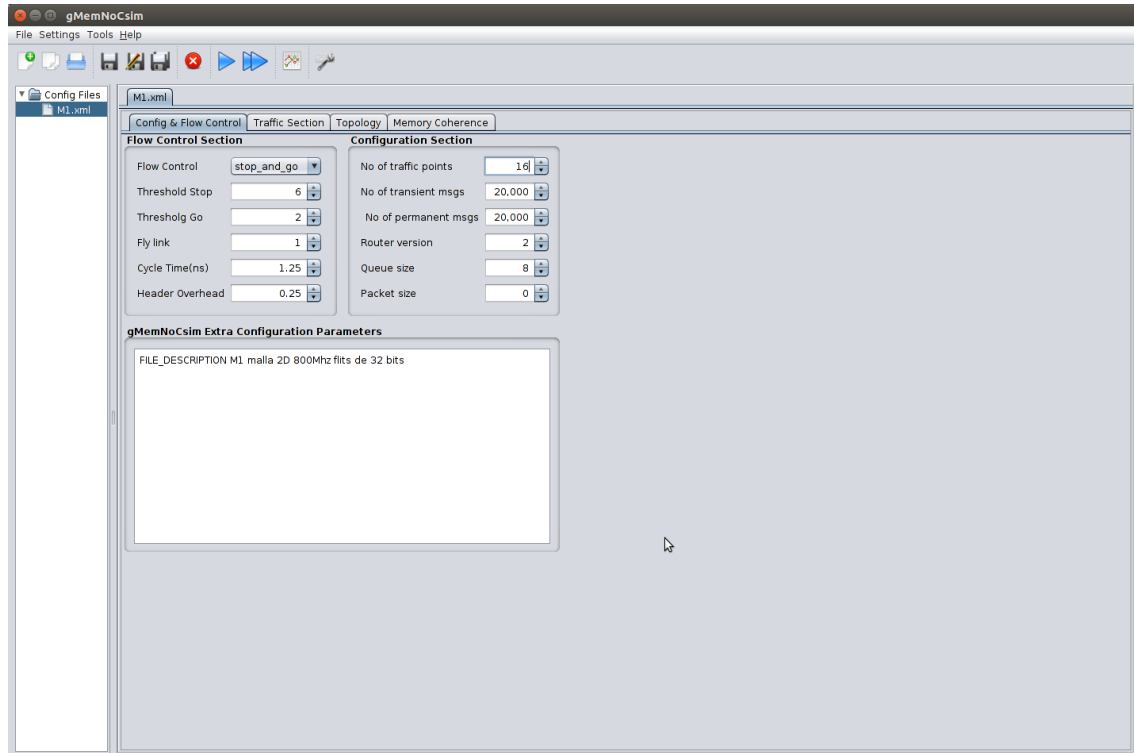 gMemNoCsim
File Settings Tools Help
Config Files
M1.xml
M1.xml
Config & Flow Control Traffic Section Topology Memory Coherence
Flow Control Section
Flow Control stop_and_go
Threshold Stop 6
Thresholg Go 2
Fly link 1
Cycle Time(ns) 1.25
Header Overhead 0.25
Configuration Section
No of traffic points 16
No of transient msgs 20,000
No of permanent msgs 20,000
Router version 2
Queue size 8
Packet size 0
gMemNoCsim Extra Configuration Parameters
FILE_DESCRIPTION M1 malla 2D 800Mhz flits de 32 bits